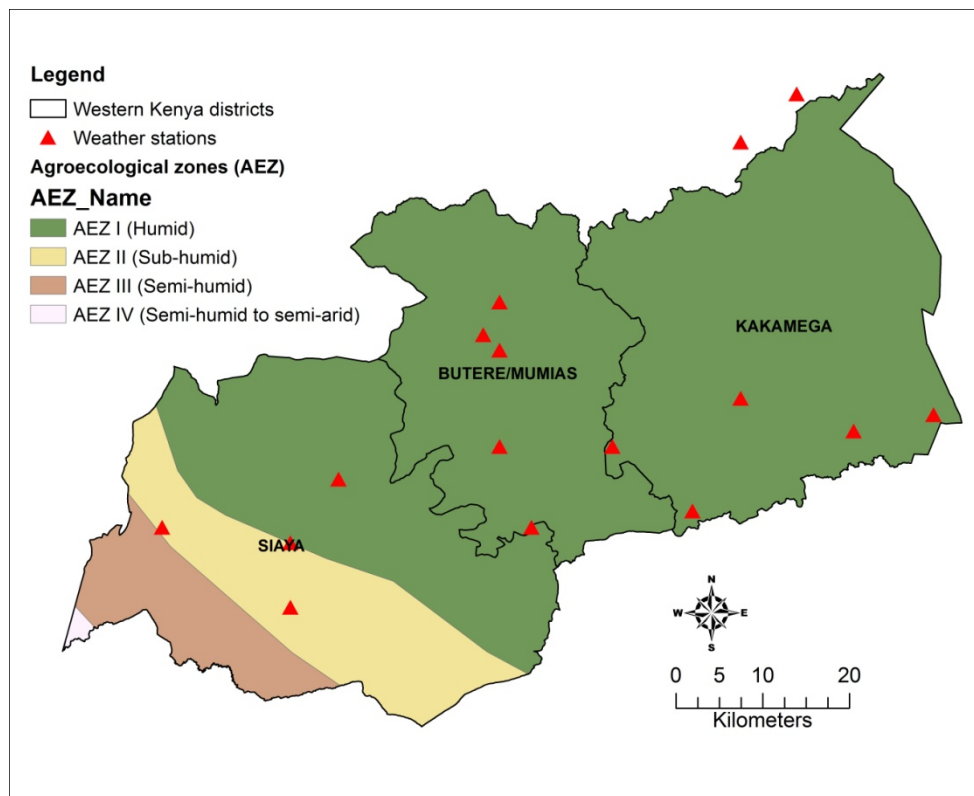 Legend
Western Kenya districts
Weather stations
Agroecological zones (AEZ)
AEZ_Name
AEZ I (Humid)
AEZ II (Sub-humid)
AEZ III (Semi-humid)
AEZ IV (Semi-humid to semi-arid)
KAKAMEGA
BUTERE/MUMIAS
SIAYA
N
W E
S
0 5 10 20
Kilometers